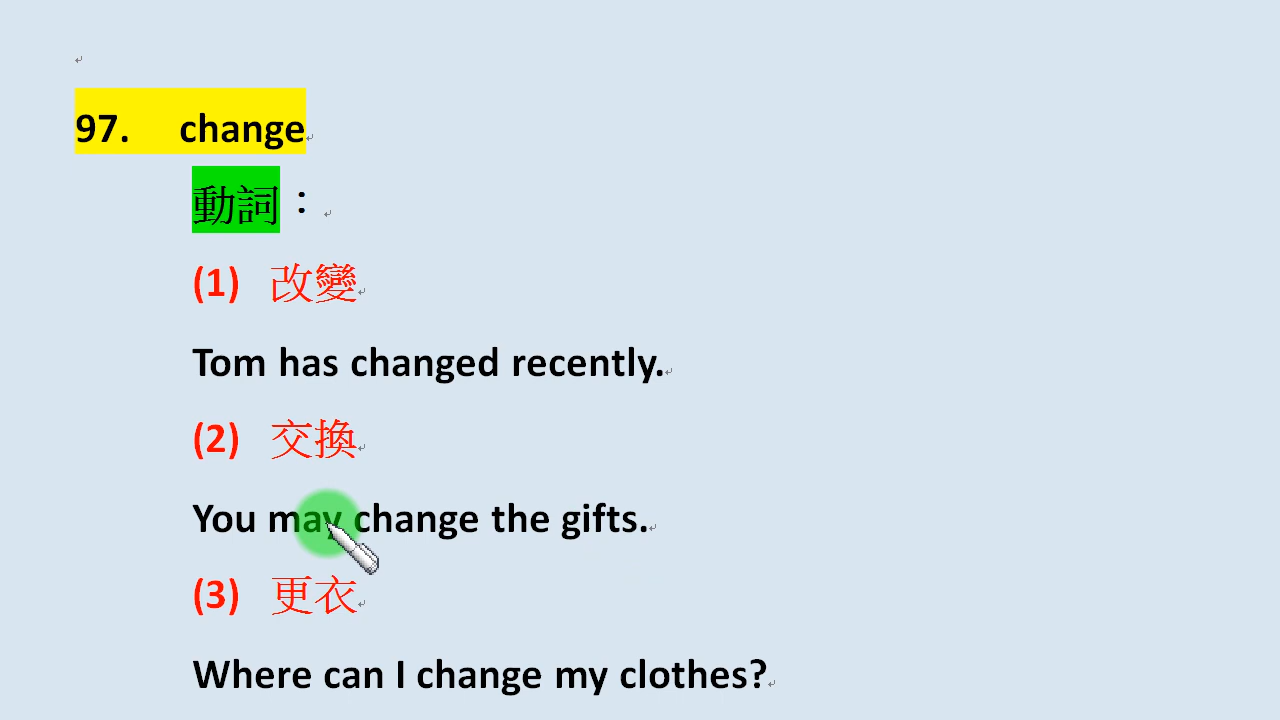 97. change
動詞：
(1) 改變
Tom has changed recently.
(2) 交換
You may change the gifts.
(3) 更衣
Where can I change my clothes?